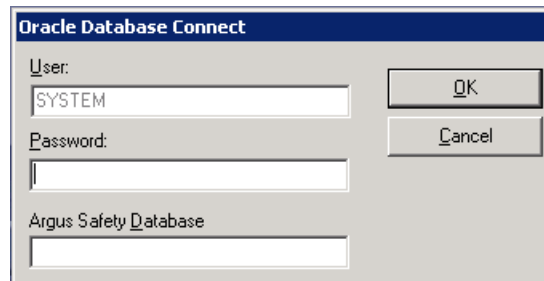 Oracle Database Connect
User:
SYSTEM
OK
Password:
Cancel
Argus Safety Database